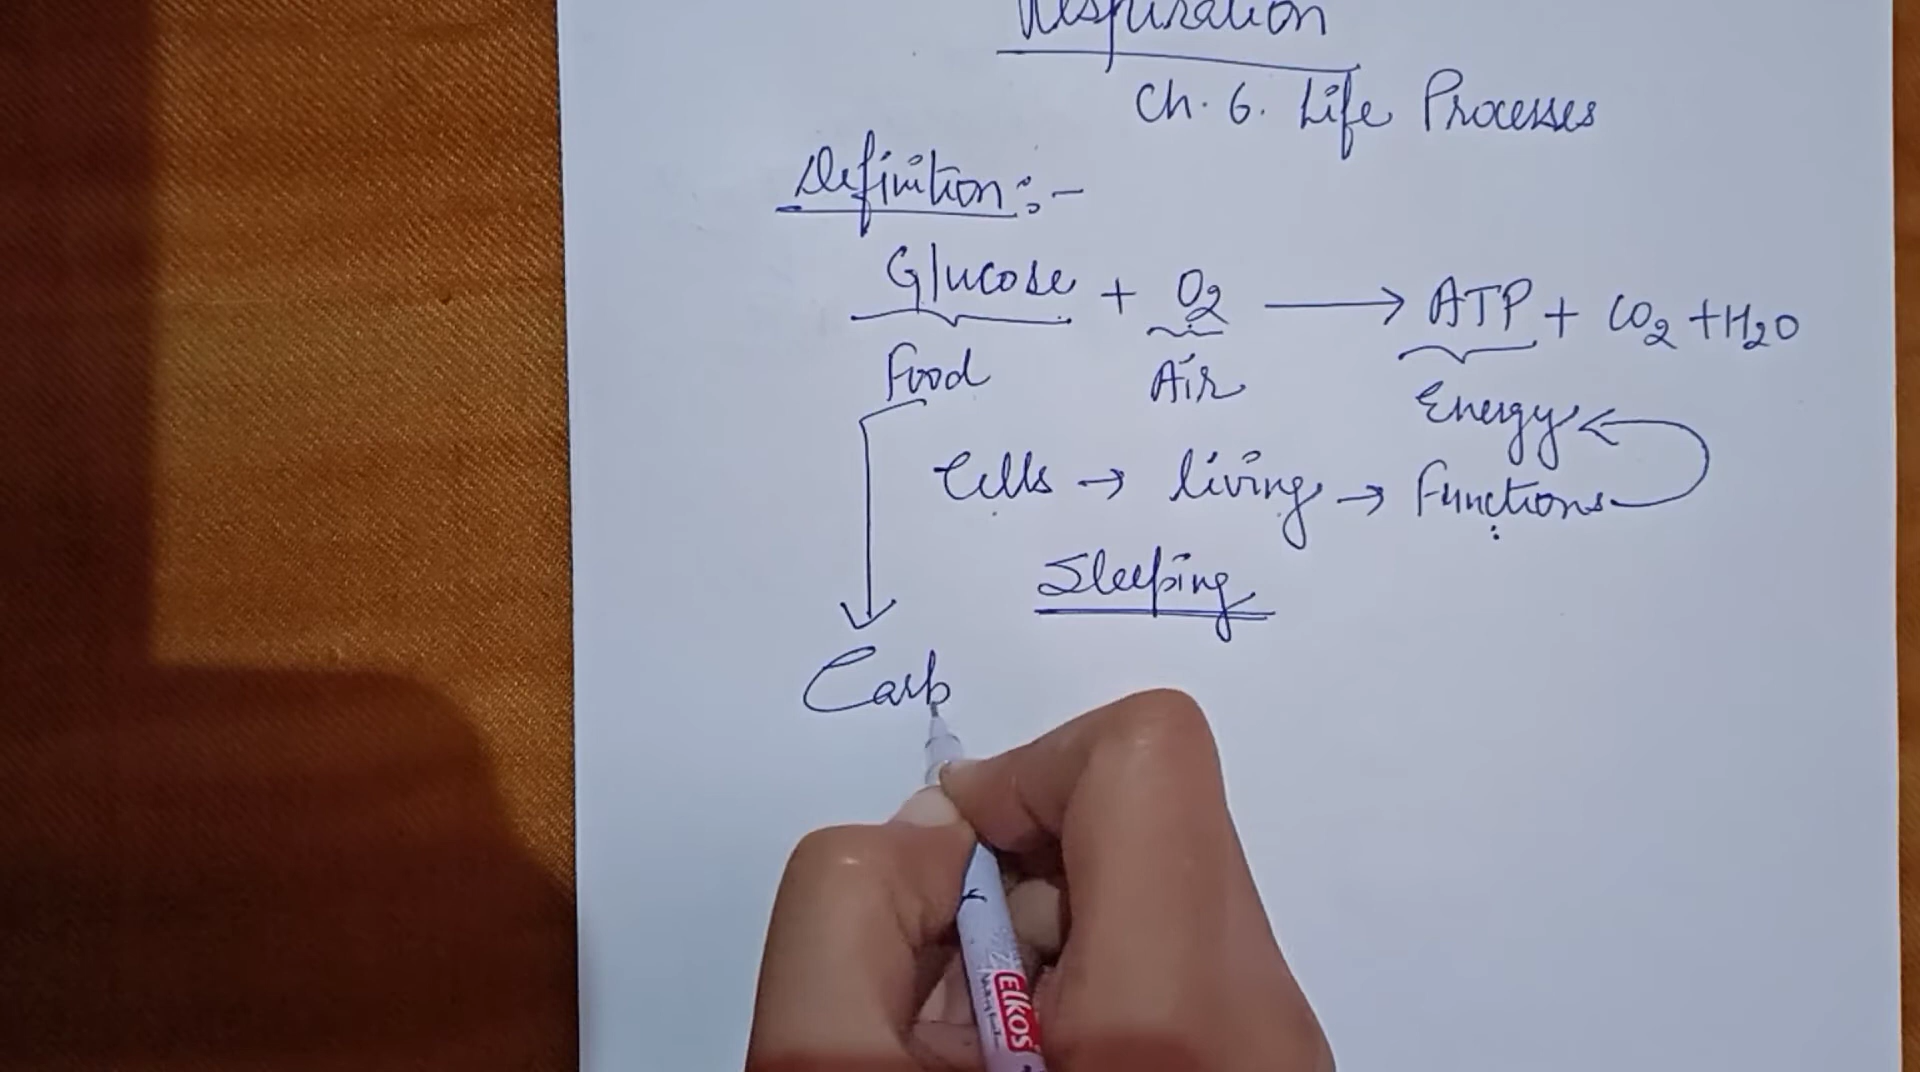 Respiration
Ch. 6. Life Processes
Definition :-
Glucose + O2 → ATP + CO2 + H2O
Food Air Energy
Cells → living → Functions
Sleeping
Carb
Elkos